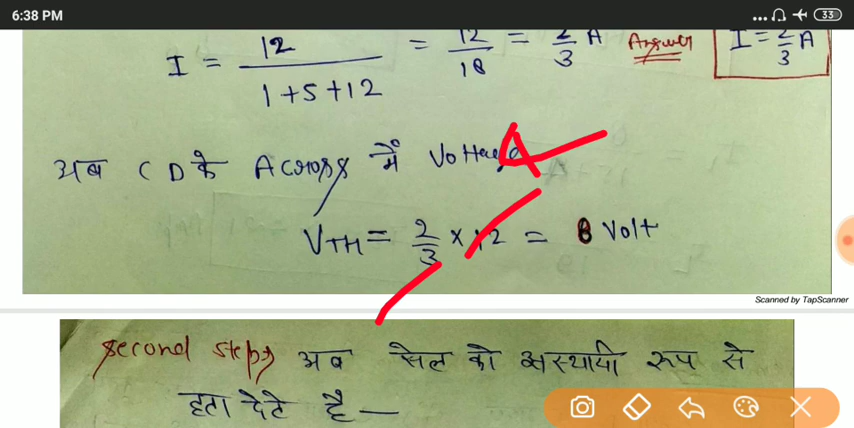 6:38 PM
33
I = 12 / 1+5+12 = 12 / 18 = 2/3 A Answer I = 2/3 A
अब CD के Across में Voltage
VTH = 2/3 × 12 = 8 Volt
Scanned by TapScanner
Second step, अब सेल को अस्थायी रूप से
हटा देते है —